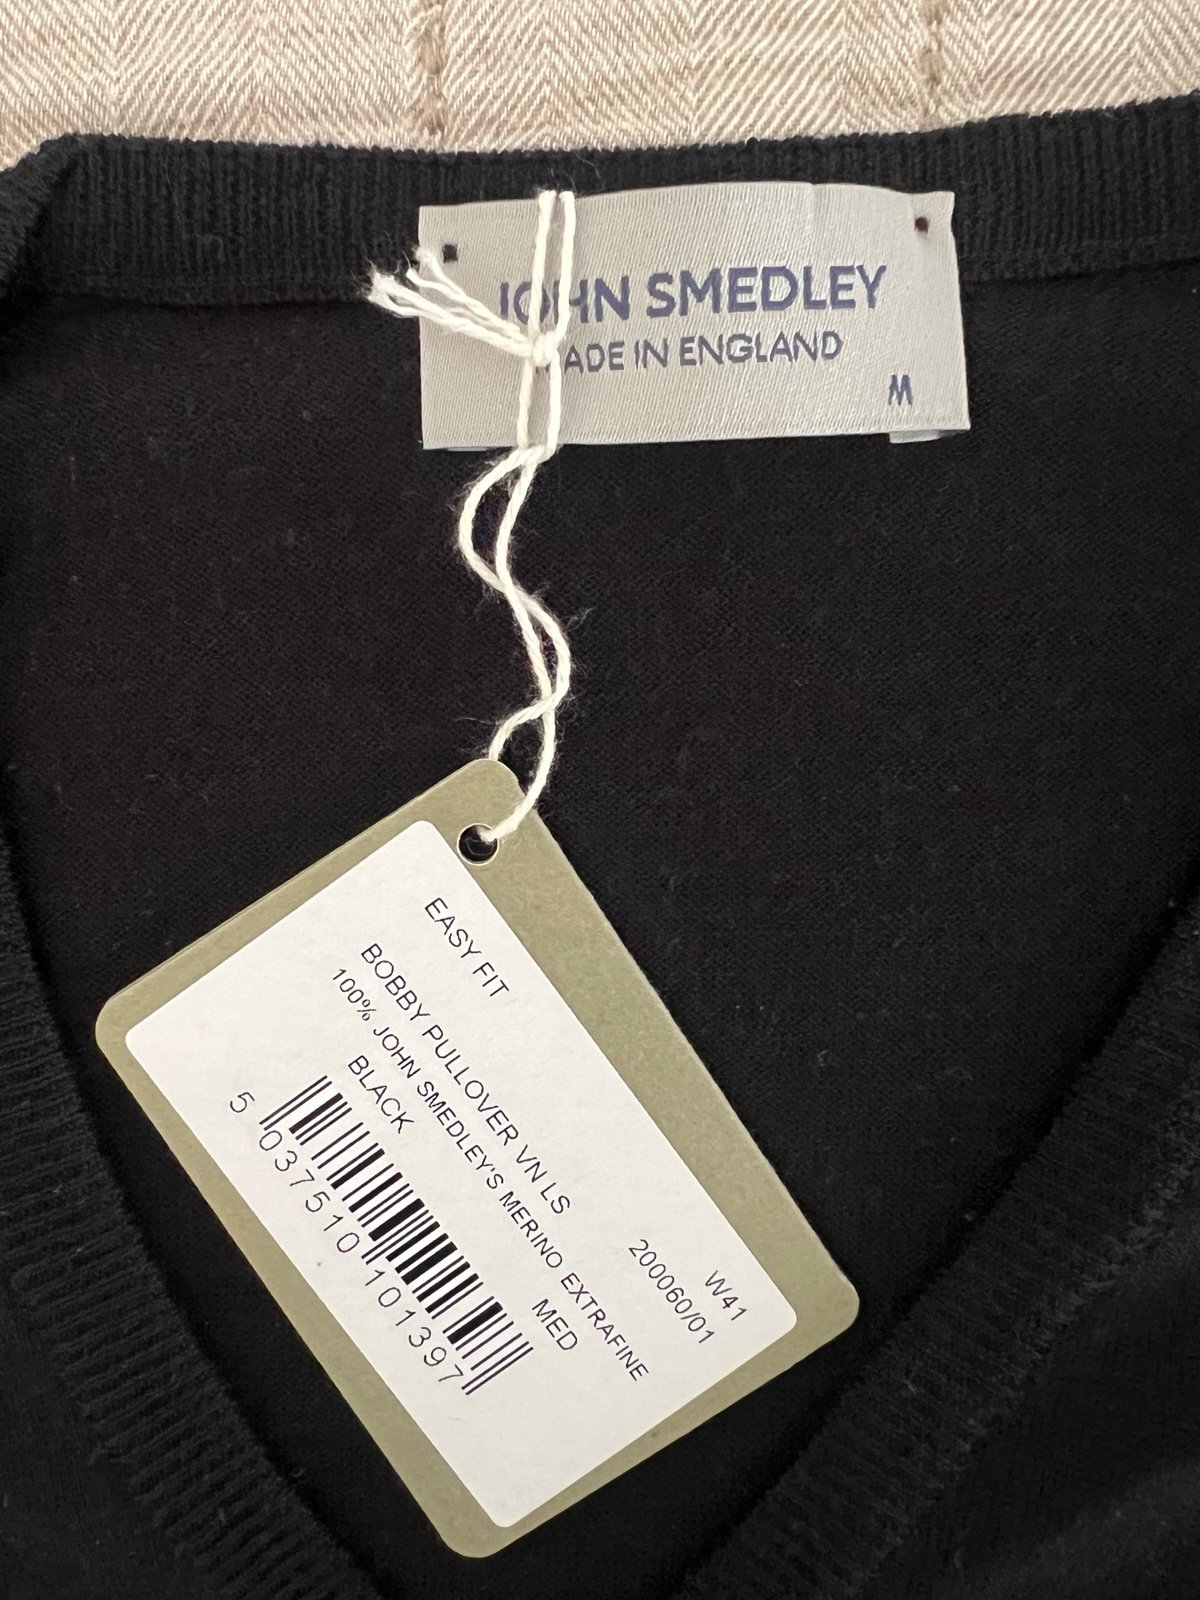 JOHN SMEDLEY
MADE IN ENGLAND
M
EASY FIT
W41
BOBBY PULLOVER VN LS
200060/01
100% JOHN SMEDLEY'S MERINO EXTRAFINE
BLACK
MED
5 037510 101397